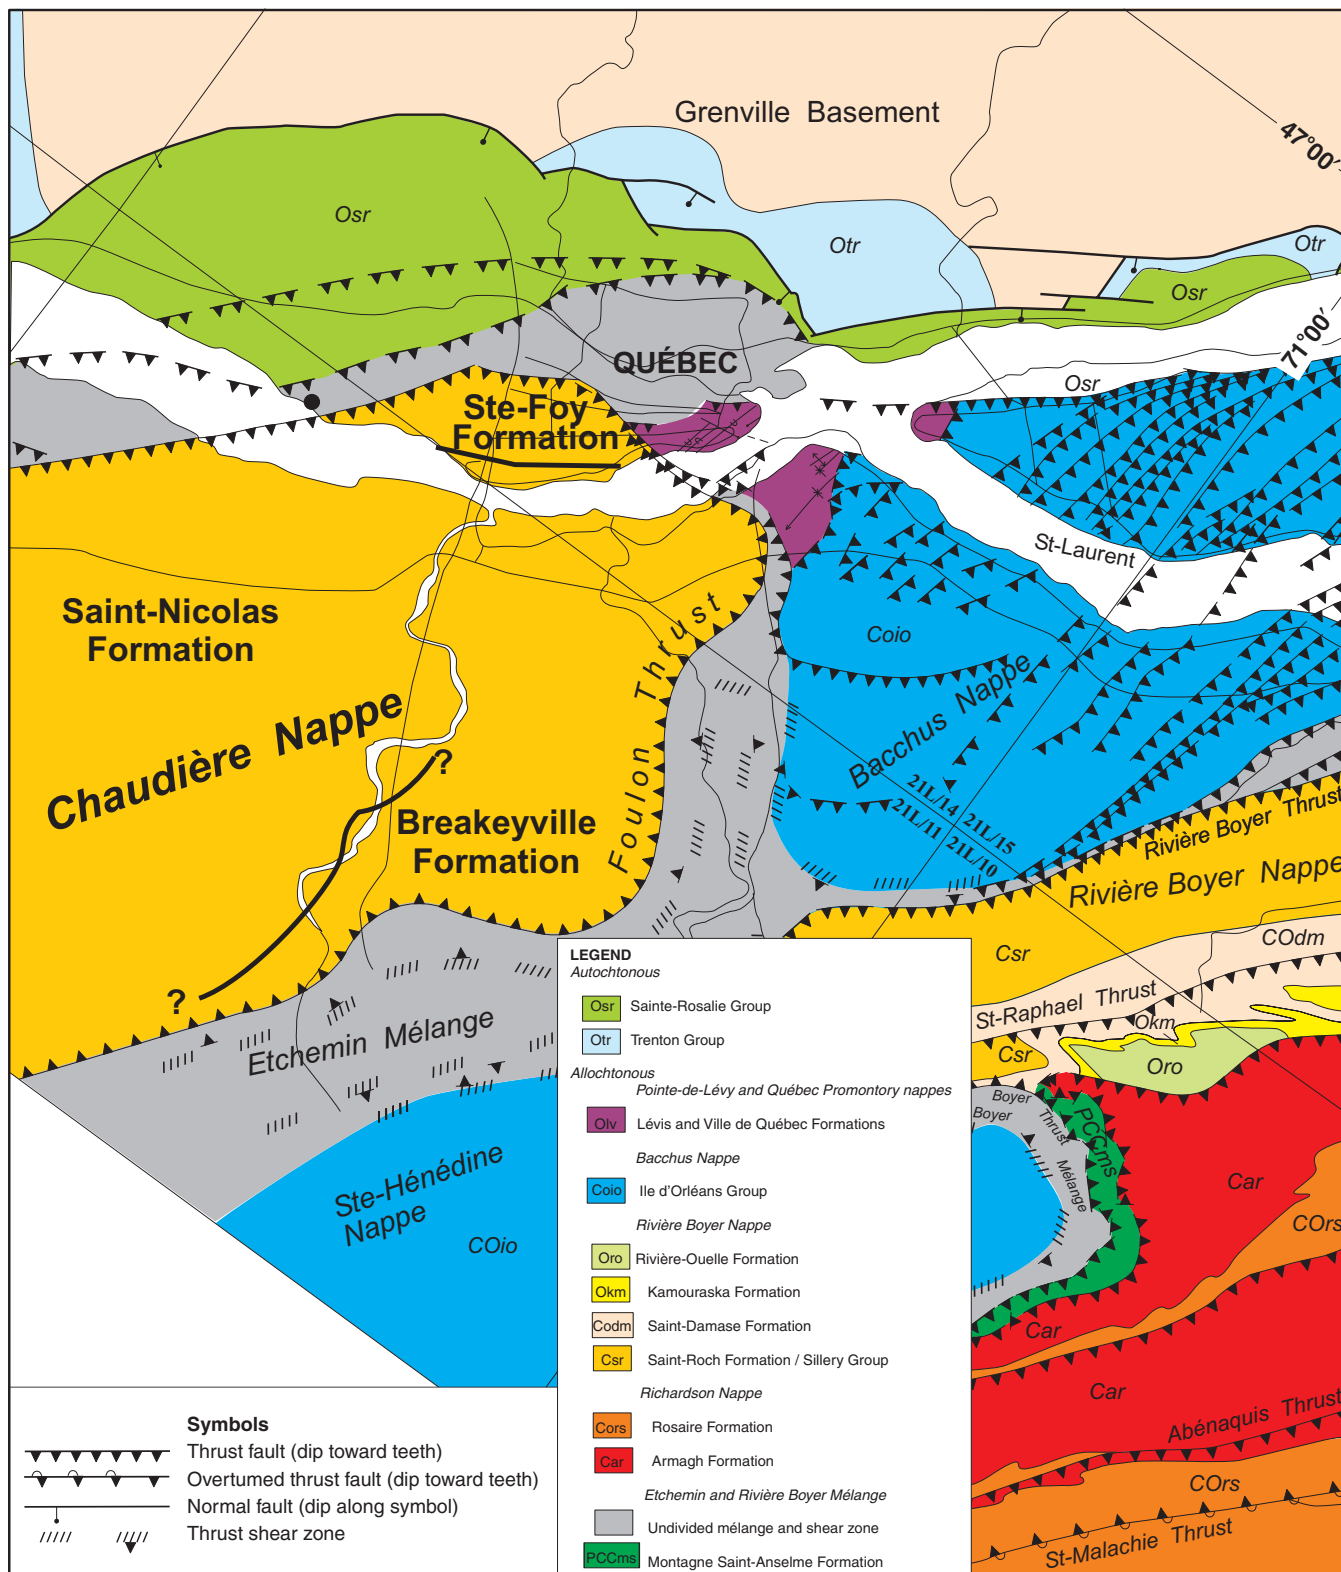 Grenville Basement
47°00′
Osr
Otr
Otr
Osr
71°00′
QUÉBEC
Osr
Ste-Foy
Formation
St-Laurent
Saint-Nicolas
Formation
Coio
Foulon Thrust
Bacchus Nappe
Chaudière Nappe
?
21L/14 21L/15
21L/11 21L/10
Breakeyville
Formation
Rivière Boyer Thrust
Rivière Boyer Nappe
?
Csr
COdm
St-Raphael Thrust
Okm
Csr
Oro
Etchemin Mélange
Boyer Thrust
Boyer Mélange
PCCms
Car
COrs
Ste-Hénédine
Nappe
COio
Car
Car
Abénaquis Thrust
COrs
St-Malachie Thrust
LEGEND
Autochtonous
Osr Sainte-Rosalie Group
Otr Trenton Group
Allochtonous
Pointe-de-Lévy and Québec Promontory nappes
Olv Lévis and Ville de Québec Formations
Bacchus Nappe
Coio Ile d'Orléans Group
Rivière Boyer Nappe
Oro Rivière-Ouelle Formation
Okm Kamouraska Formation
Codm Saint-Damase Formation
Csr Saint-Roch Formation / Sillery Group
Richardson Nappe
Cors Rosaire Formation
Car Armagh Formation
Etchemin and Rivière Boyer Mélange
Undivided mélange and shear zone
PCCms Montagne Saint-Anselme Formation
Symbols
Thrust fault (dip toward teeth)
Overtumed thrust fault (dip toward teeth)
Normal fault (dip along symbol)
Thrust shear zone